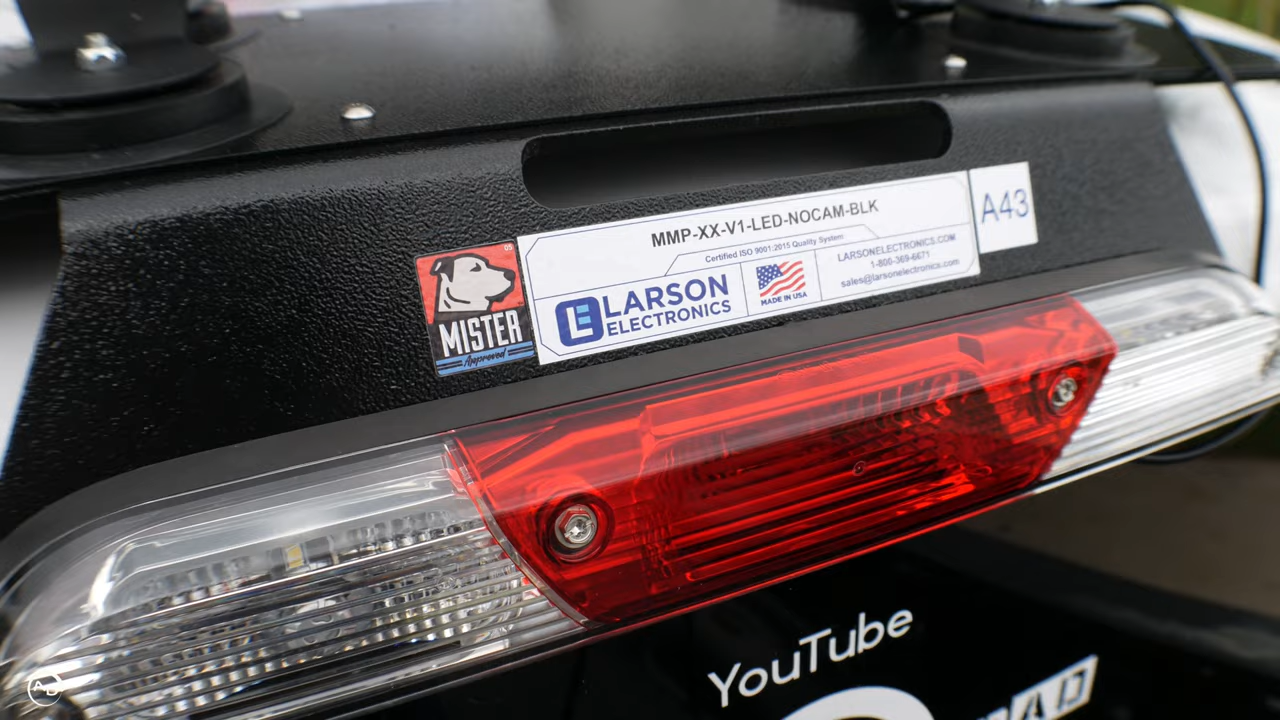 MMP-XX-V1-LED-NOCAM-BLK
A43
Certified ISO 9001:2015 Quality System
LARSON
ELECTRONICS
MADE IN USA
LARSONELECTRONICS.COM
1-800-369-6671
sales@larsonelectronics.com
05
MISTER
Approved
YouTube